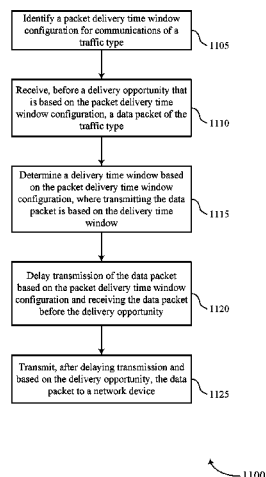 Identify a packet delivery time window
configuration for communications of a
traffic type
1105
Receive, before a delivery opportunity that
is based on the packet delivery time
window configuration, a data packet of the
traffic type
1110
Determine a delivery time window based
on the packet delivery time window
configuration, where transmitting the data
packet is based on the delivery time
window
1115
Delay transmission of the data packet
based on the packet delivery time window
configuration and receiving the data packet
before the delivery opportunity
1120
Transmit, after delaying transmission and
based on the delivery opportunity, the data
packet to a network device
1125
1100